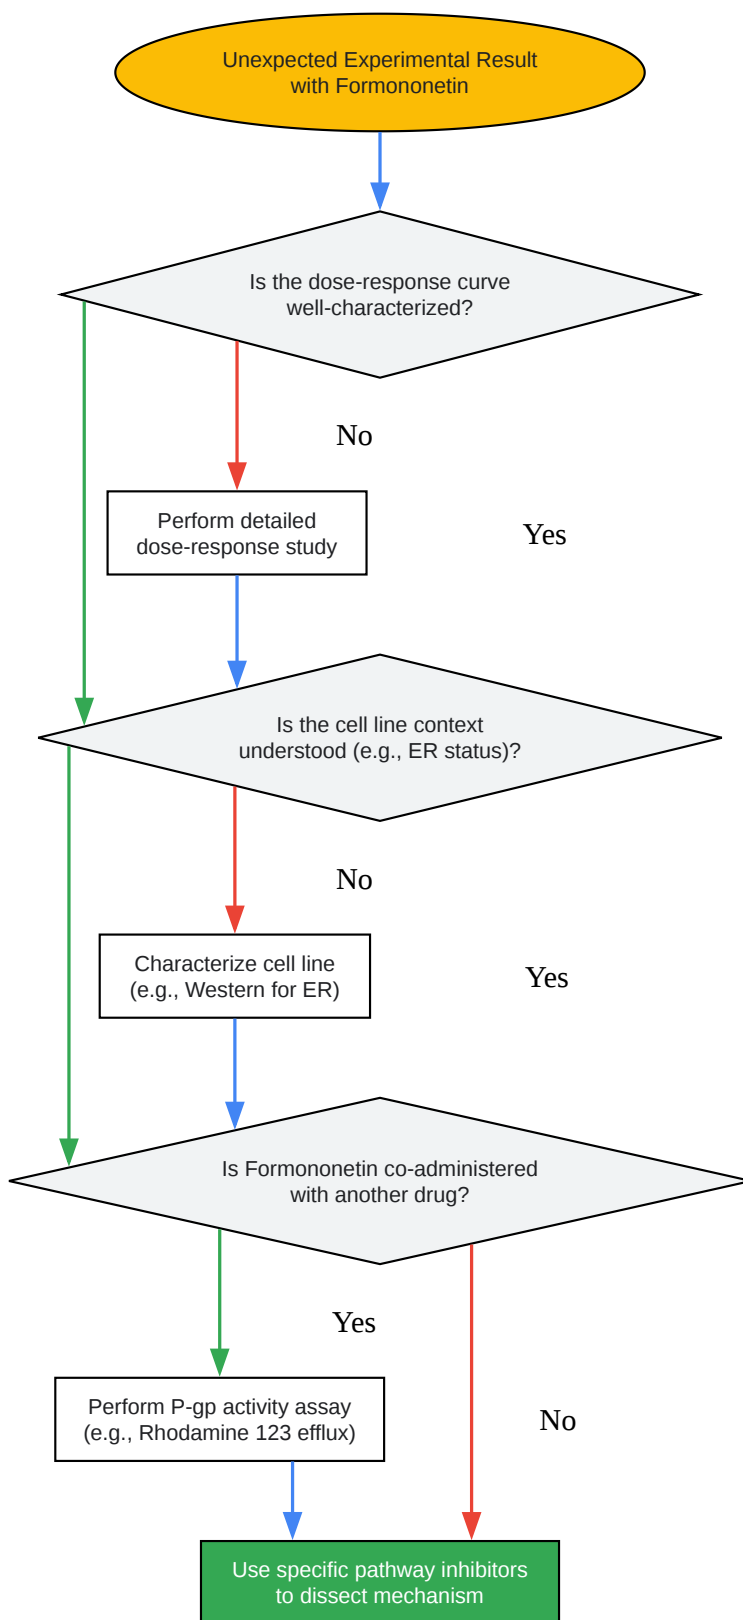 Unexpected Experimental Result
with Formononetin
Is the dose-response curve
well-characterized?
No
Perform detailed
dose-response study
Yes
Is the cell line context
understood (e.g., ER status)?
No
Characterize cell line
(e.g., Western for ER)
Yes
Is Formononetin co-administered
with another drug?
Yes
Perform P-gp activity assay
(e.g., Rhodamine 123 efflux)
No
Use specific pathway inhibitors
to dissect mechanism